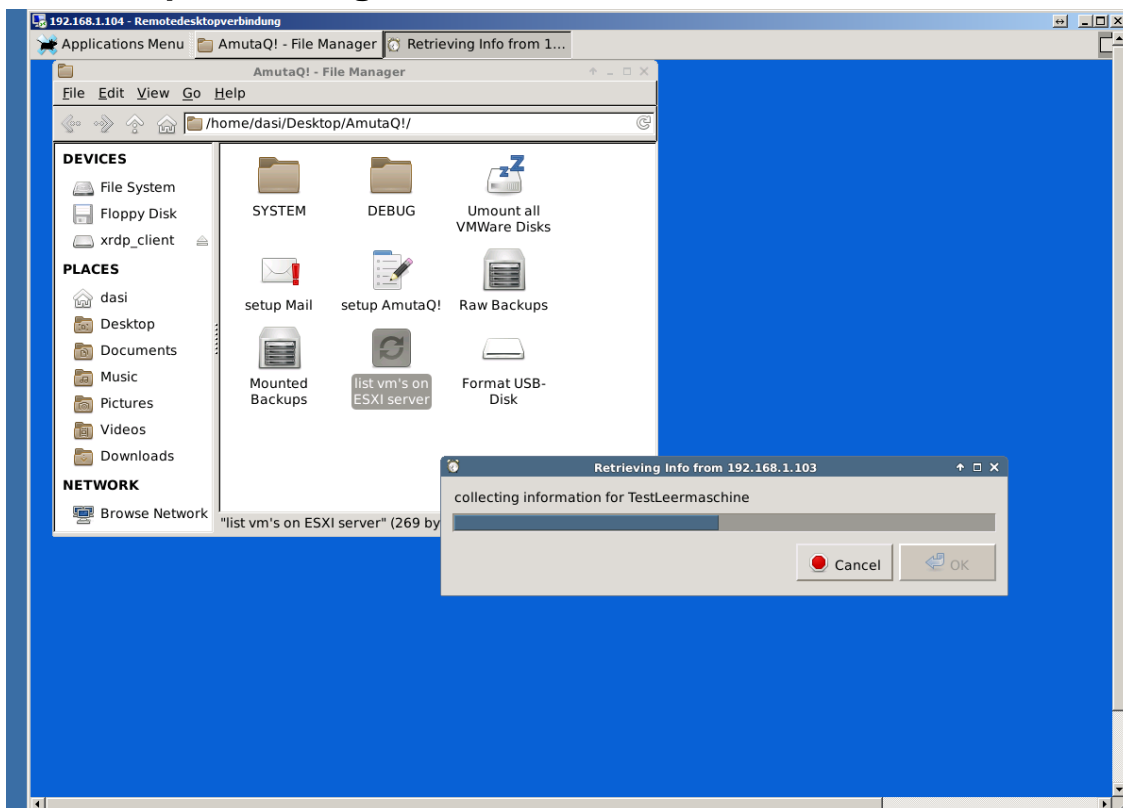 192.168.1.104 - Remotedesktopverbindung
Applications Menu AmutaQ! - File Manager Retrieving Info from 1...
AmutaQ! - File Manager
File Edit View Go Help
/home/dasi/Desktop/AmutaQ!/
DEVICES
File System
Floppy Disk
xrdp_client
PLACES
dasi
Desktop
Documents
Music
Pictures
Videos
Downloads
NETWORK
Browse Network
SYSTEM
DEBUG
Umount all
VMWare Disks
setup Mail
setup AmutaQ!
Raw Backups
Mounted
Backups
list vm's on
ESXI server
Format USB-
Disk
"list vm's on ESXI server" (269 by
Retrieving Info from 192.168.1.103
collecting information for TestLeermaschine
Cancel
OK